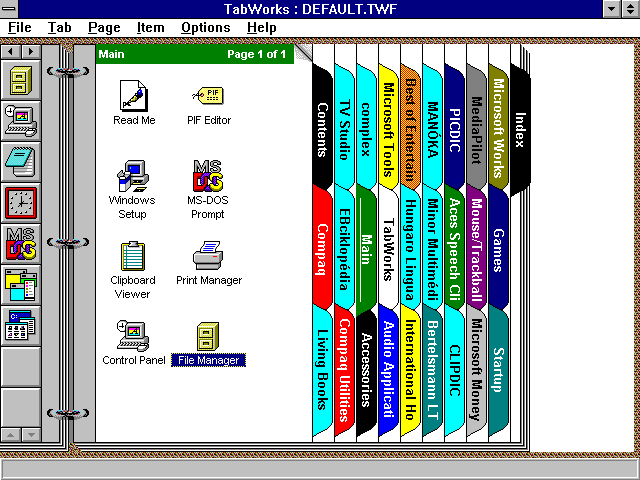 TabWorks : DEFAULT.TWF
File Tab Page Item Options Help
Main Page 1 of 1
Read Me
PIF
PIF Editor
Windows Setup
MS-DOS Prompt
Clipboard Viewer
Print Manager
Control Panel
File Manager
Contents
Compaq
Living Books
TV Studio
EBciklopédia
Compaq Utilities
complex
Main
Accessories
Microsoft Tools
TabWorks
Audio Applicati
Best of Entertain
Hungaro Lingua
International Ho
MANÓKA
Minor Multimédi
Bertelsmann LT
PICDIC
Aces Speech Cli
CLIPDIC
MediaPilot
Mouse/Trackball
Microsoft Money
Microsoft Works
Games
Startup
Index